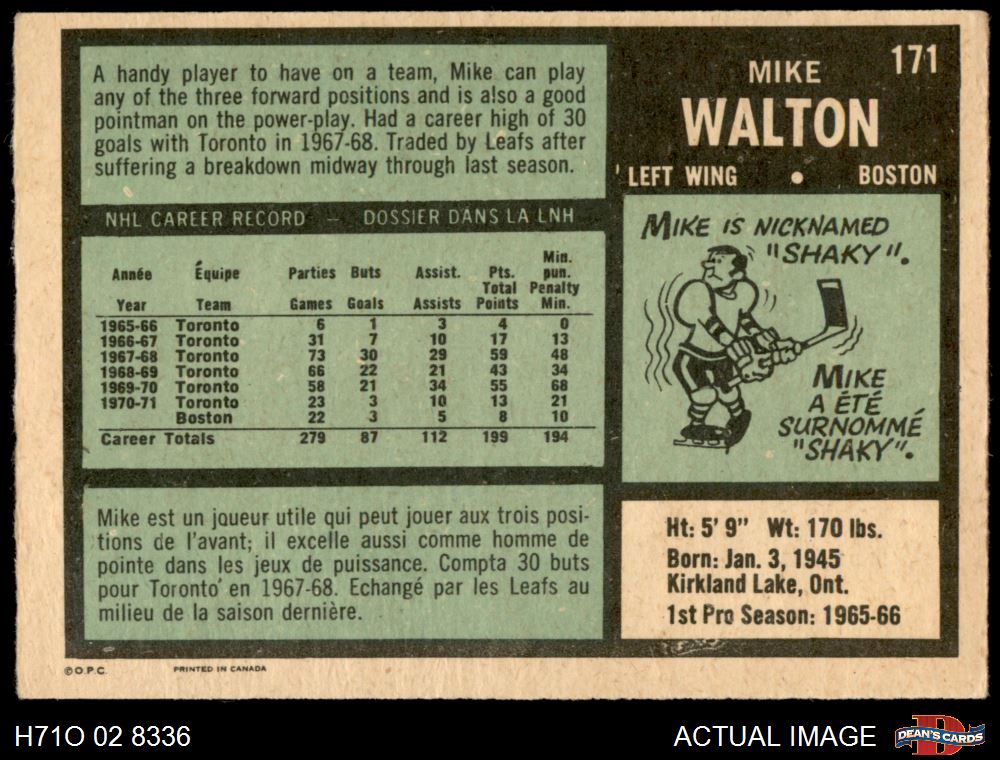 171
MIKE
WALTON
LEFT WING • BOSTON
A handy player to have on a team, Mike can play
any of the three forward positions and is also a good
pointman on the power-play. Had a career high of 30
goals with Toronto in 1967-68. Traded by Leafs after
suffering a breakdown midway through last season.
NHL CAREER RECORD — DOSSIER DANS LA LNH
Année Équipe Parties Buts Assist. Pts. Total Min. pun. Penalty
Year Team Games Goals Assists Points Min.
1965-66 Toronto 6 1 3 4 0
1966-67 Toronto 31 7 10 17 13
1967-68 Toronto 73 30 29 59 48
1968-69 Toronto 66 22 21 43 34
1969-70 Toronto 58 21 34 55 68
1970-71 Toronto 23 3 10 13 21
Boston 22 3 5 8 10
Career Totals 279 87 112 199 194
Mike est un joueur utile qui peut jouer aux trois posi-
tions de l'avant; il excelle aussi comme homme de
pointe dans les jeux de puissance. Compta 30 buts
pour Toronto en 1967-68. Echangé par les Leafs au
milieu de la saison dernière.
MIKE IS NICKNAMED
"SHAKY".
MIKE
A ÉTÉ
SURNOMMÉ
"SHAKY".
Ht: 5' 9" Wt: 170 lbs.
Born: Jan. 3, 1945
Kirkland Lake, Ont.
1st Pro Season: 1965-66
© O.P.C. PRINTED IN CANADA
H71O 02 8336
ACTUAL IMAGE
DEAN'S CARDS